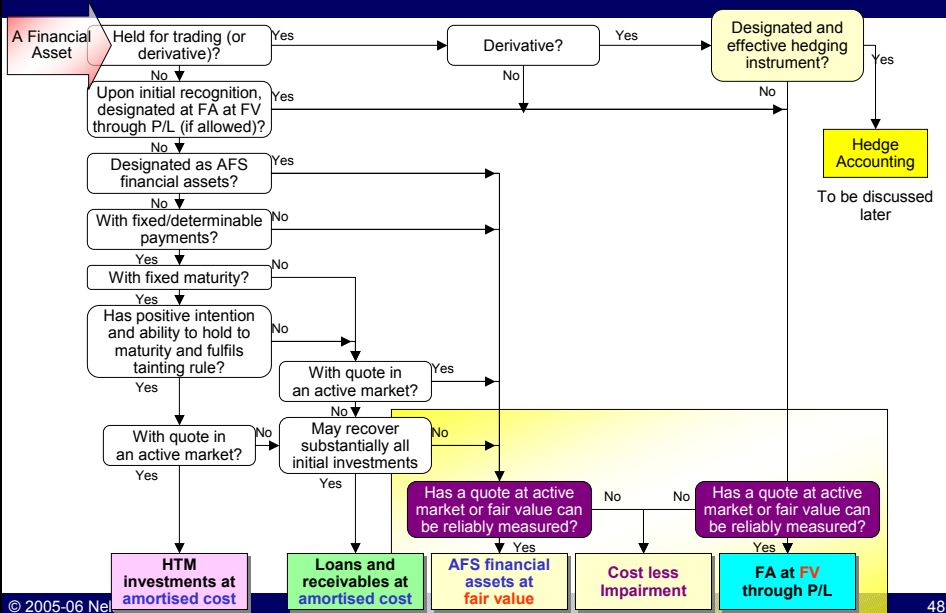 A Financial
Asset
Held for trading (or
derivative)?
Yes
Derivative?
Yes
Designated and
effective hedging
instrument?
Yes
No
No
No
Upon initial recognition,
designated at FA at FV
through P/L (if allowed)?
Yes
Hedge
Accounting
To be discussed
later
No
Designated as AFS
financial assets?
Yes
No
With fixed/determinable
payments?
No
Yes
With fixed maturity?
No
Yes
Has positive intention
and ability to hold to
maturity and fulfils
tainting rule?
No
Yes
With quote in
an active market?
Yes
No
With quote in
an active market?
No
Yes
May recover
substantially all
initial investments
No
Yes
Has a quote at active
market or fair value can
be reliably measured?
No
Yes
No
Has a quote at active
market or fair value can
be reliably measured?
Yes
HTM
investments at
amortised cost
Loans and
receivables at
amortised cost
AFS financial
assets at
fair value
Cost less
Impairment
FA at FV
through P/L
© 2005-06 Nel
48